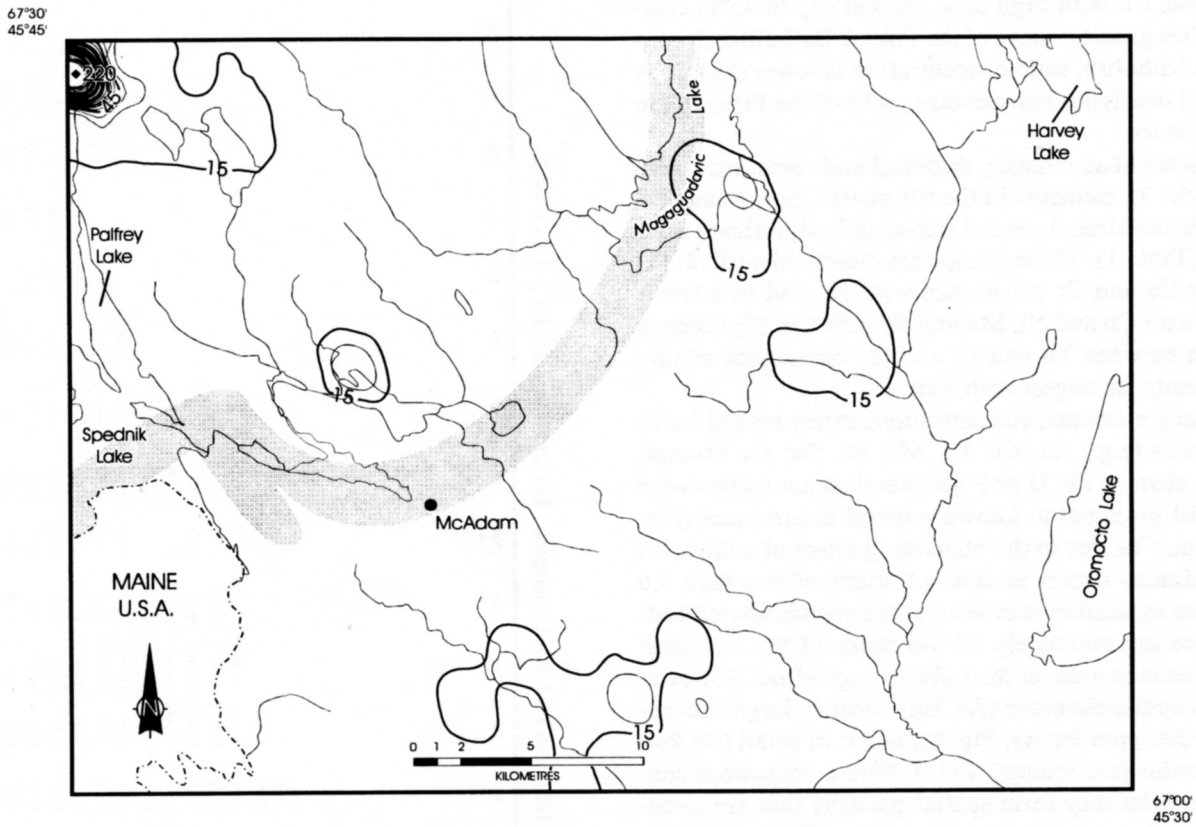 67°30'
45°45'
220
45
15
Lake
Magaguadavic
Harvey
Lake
Palfrey
Lake
15
15
15
Spednik
Lake
McAdam
Oromocto Lake
MAINE
U.S.A.
N
15
0 1 2 5 10
KILOMETRES
67°00'
45°30'